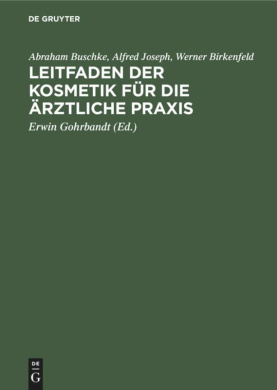 DE GRUYTER
Abraham Buschke, Alfred Joseph, Werner Birkenfeld
LEITFADEN DER
KOSMETIK FÜR DIE
ÄRZTLICHE PRAXIS
Erwin Gohrbandt (Ed.)
DE
G